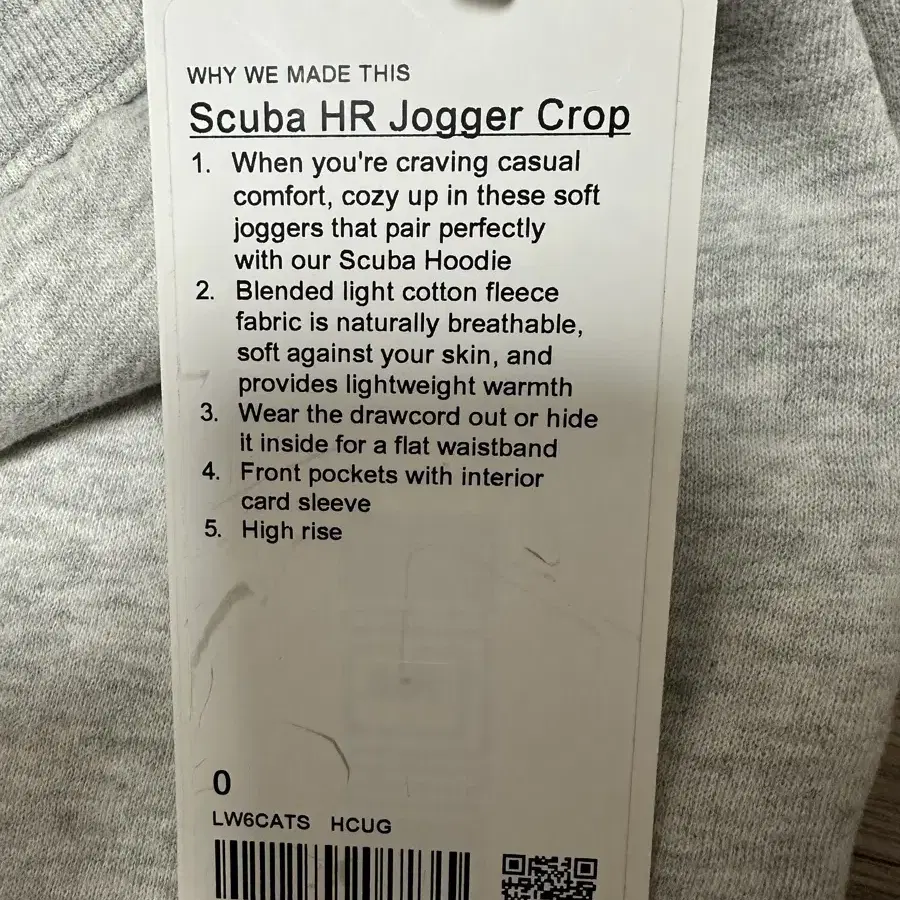 WHY WE MADE THIS
Scuba HR Jogger Crop
1. When you're craving casual
comfort, cozy up in these soft
joggers that pair perfectly
with our Scuba Hoodie
2. Blended light cotton fleece
fabric is naturally breathable,
soft against your skin, and
provides lightweight warmth
3. Wear the drawcord out or hide
it inside for a flat waistband
4. Front pockets with interior
card sleeve
5. High rise
0
LW6CATS HCUG